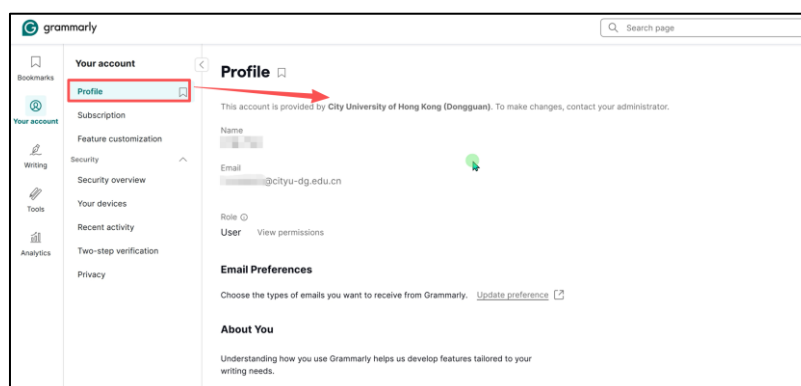 grammarly
Search page
Bookmarks
Your account
Writing
Tools
Analytics
Your account
Profile
Subscription
Feature customization
Security
Security overview
Your devices
Recent activity
Two-step verification
Privacy
Profile
This account is provided by City University of Hong Kong (Dongguan). To make changes, contact your administrator.
Name
Email
@cityu-dg.edu.cn
Role
User View permissions
Email Preferences
Choose the types of emails you want to receive from Grammarly. Update preference
About You
Understanding how you use Grammarly helps us develop features tailored to your
writing needs.